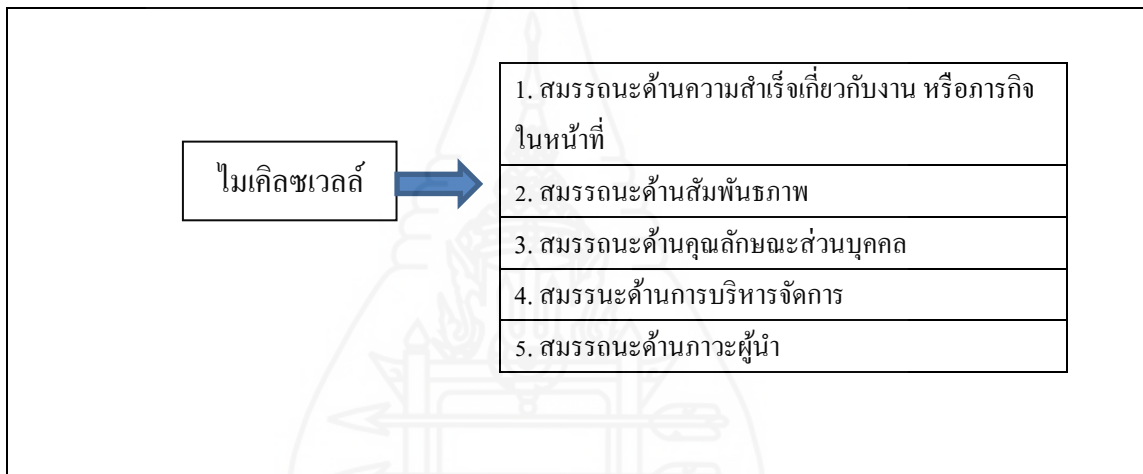 1. สมรรถนะด้านความสำเร็จเกี่ยวกับงาน หรือภารกิจ
ในหน้าที่
ไมเคิลซเวลล์
2. สมรรถนะด้านสัมพันธภาพ
3. สมรรถนะด้านคุณลักษณะส่วนบุคคล
4. สมรรนะด้านการบริหารจัดการ
5. สมรรถนะด้านภาวะผู้นำ